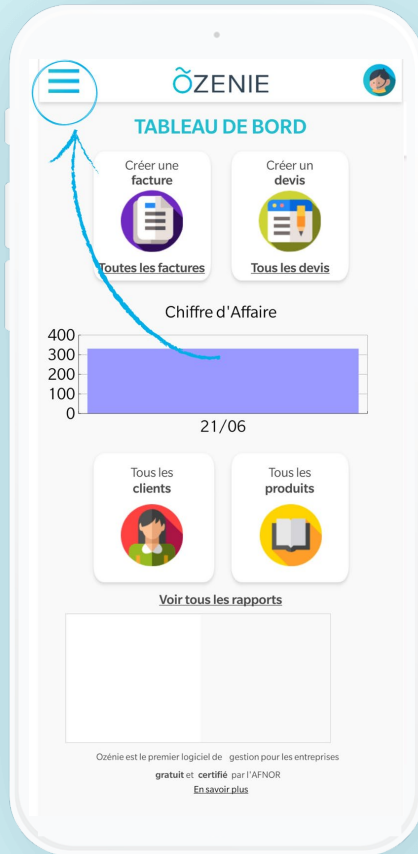 ÕZENIE
TABLEAU DE BORD
Créer une
facture
Toutes les factures
Créer un
devis
Tous les devis
Chiffre d'Affaire
400
300
200
100
0
21/06
Tous les
clients
Tous les
produits
Voir tous les rapports
Ozénie est le premier logiciel de gestion pour les entreprises
gratuit et certifié par l'AFNOR
En savoir plus